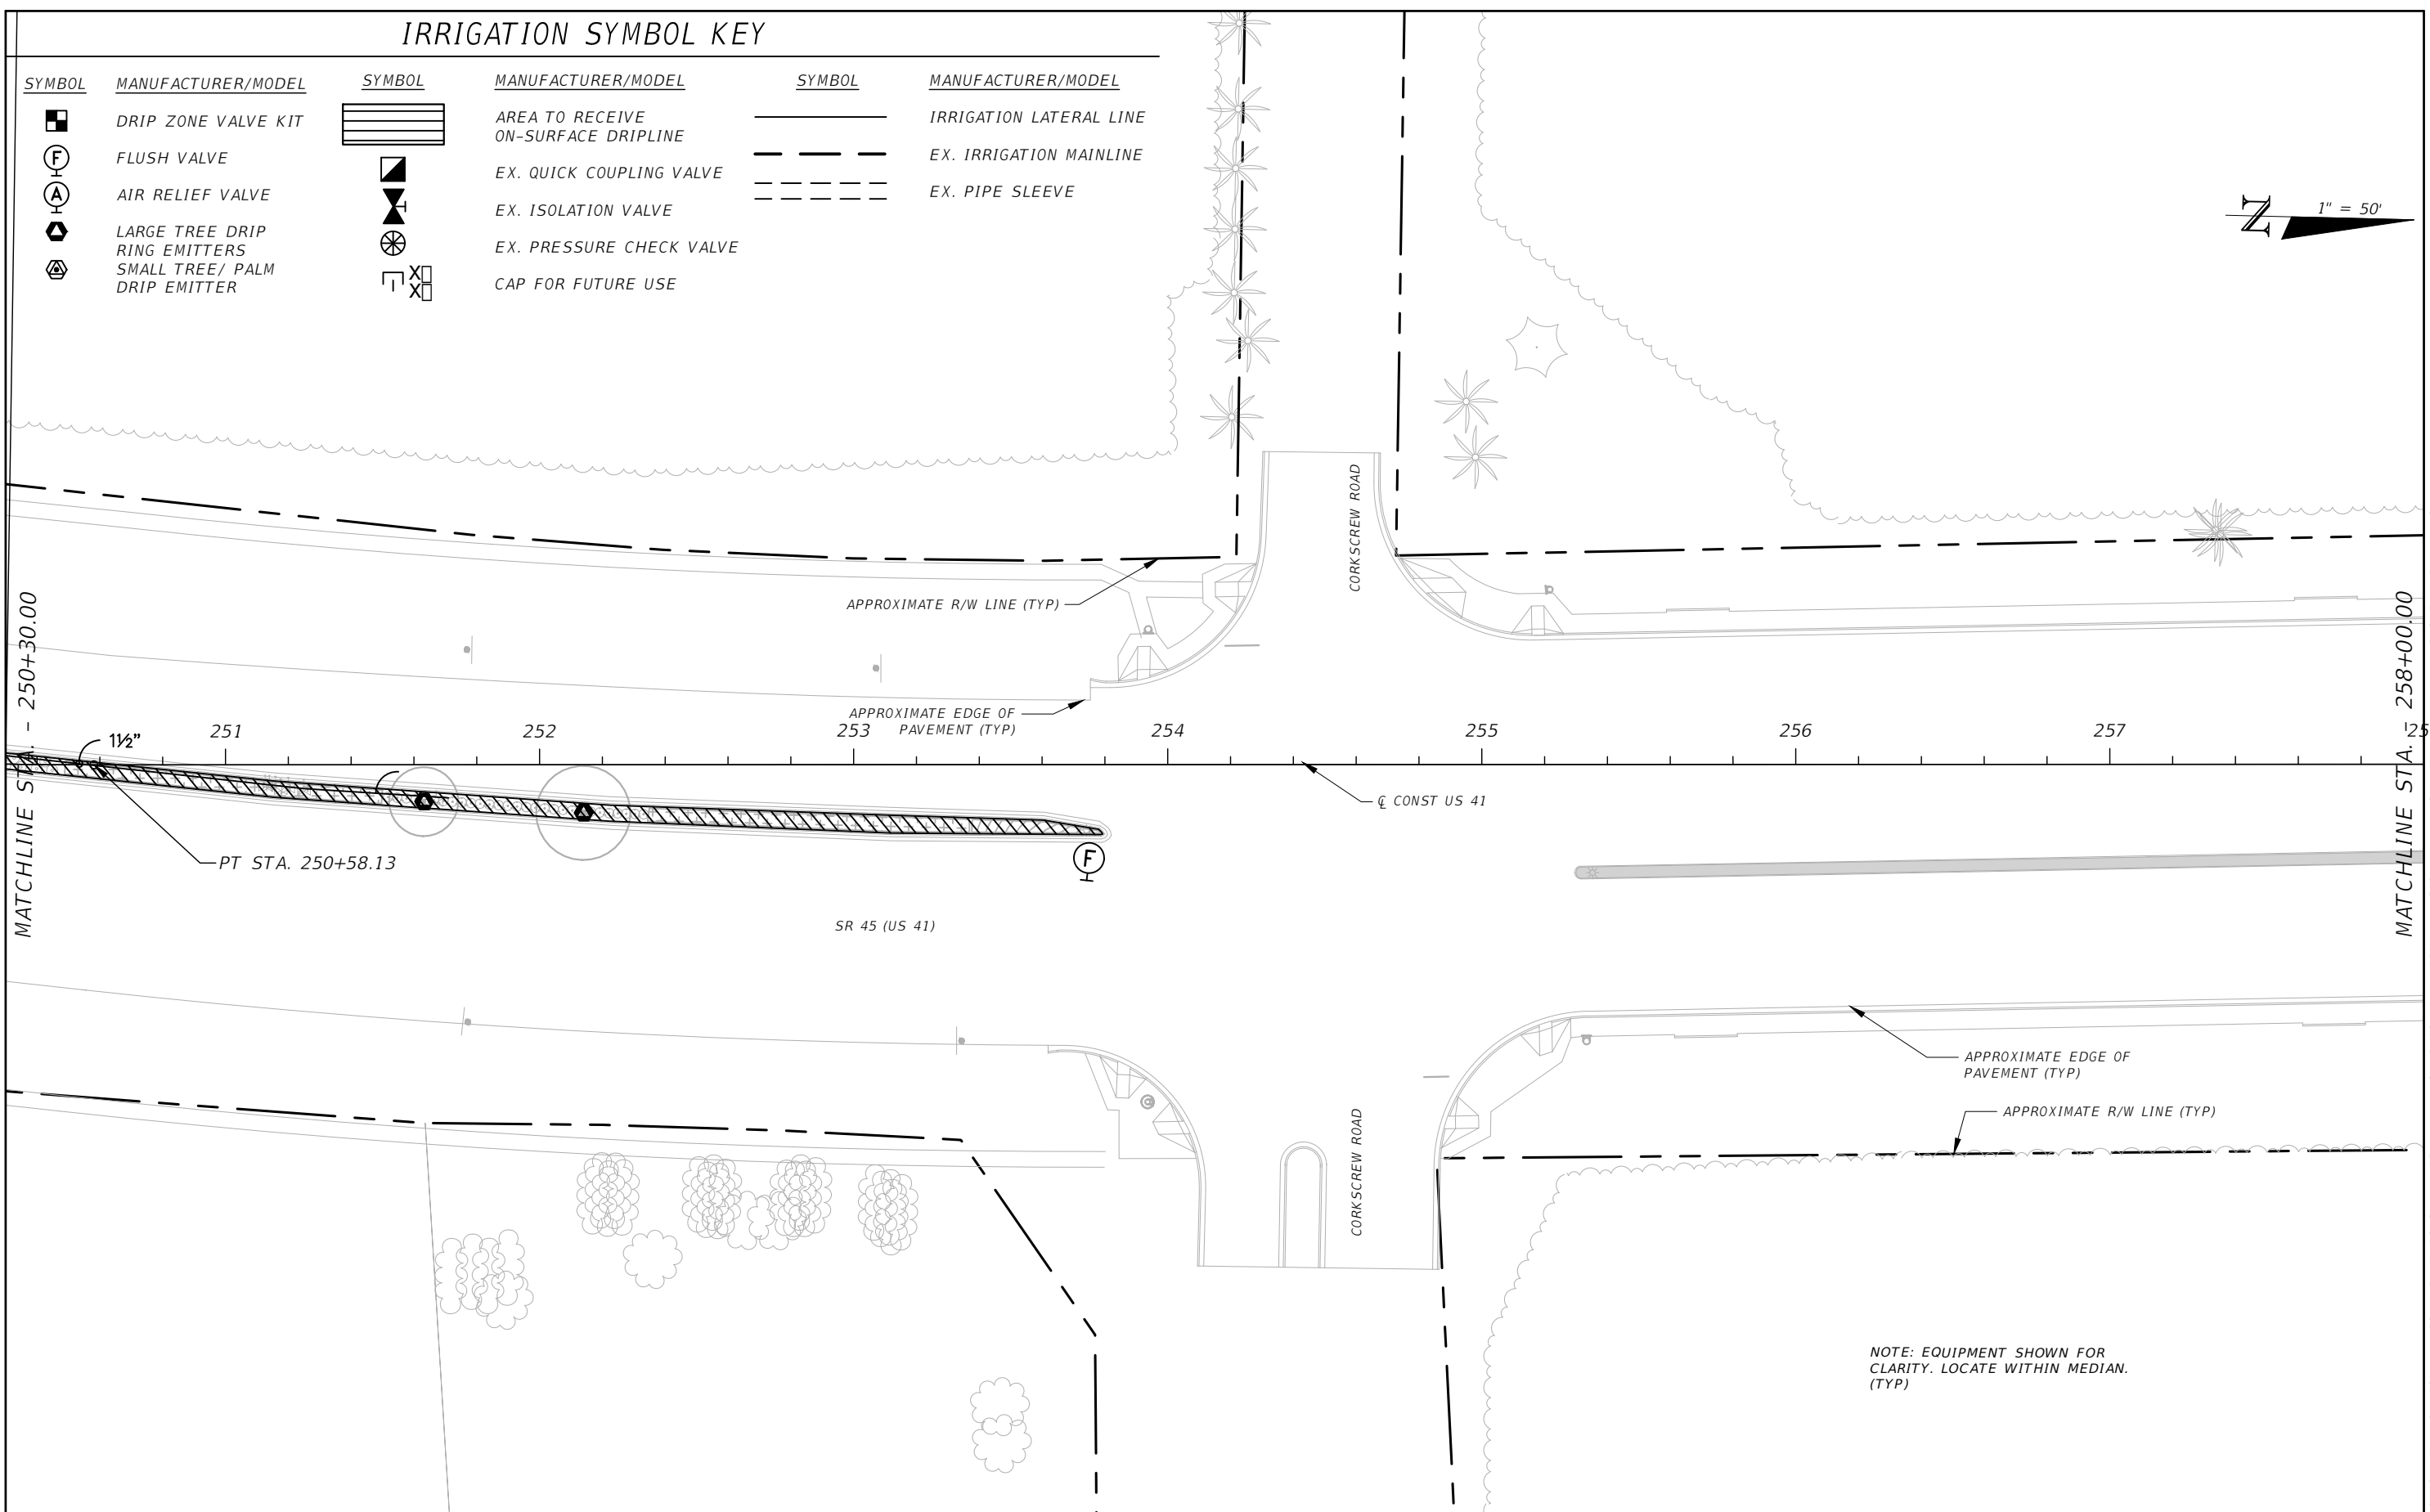 IRRIGATION SYMBOL KEY
SYMBOL MANUFACTURER/MODEL
DRIP ZONE VALVE KIT
F FLUSH VALVE
A AIR RELIEF VALVE
LARGE TREE DRIP
RING EMITTERS
SMALL TREE/ PALM
DRIP EMITTER
SYMBOL MANUFACTURER/MODEL
AREA TO RECEIVE
ON-SURFACE DRIPLINE
EX. QUICK COUPLING VALVE
EX. ISOLATION VALVE
EX. PRESSURE CHECK VALVE
X
X
CAP FOR FUTURE USE
SYMBOL MANUFACTURER/MODEL
IRRIGATION LATERAL LINE
EX. IRRIGATION MAINLINE
EX. PIPE SLEEVE
N
1" = 50'
CORKSCREW ROAD
APPROXIMATE R/W LINE (TYP)
APPROXIMATE EDGE OF
PAVEMENT (TYP)
MATCHLINE STA. - 250+30.00
1½"
251 252 253 254 255 256 257 25
℄ CONST US 41
PT STA. 250+58.13
F
SR 45 (US 41)
MATCHLINE STA. - 258+00.00
APPROXIMATE EDGE OF
PAVEMENT (TYP)
APPROXIMATE R/W LINE (TYP)
CORKSCREW ROAD
NOTE: EQUIPMENT SHOWN FOR
CLARITY. LOCATE WITHIN MEDIAN.
(TYP)